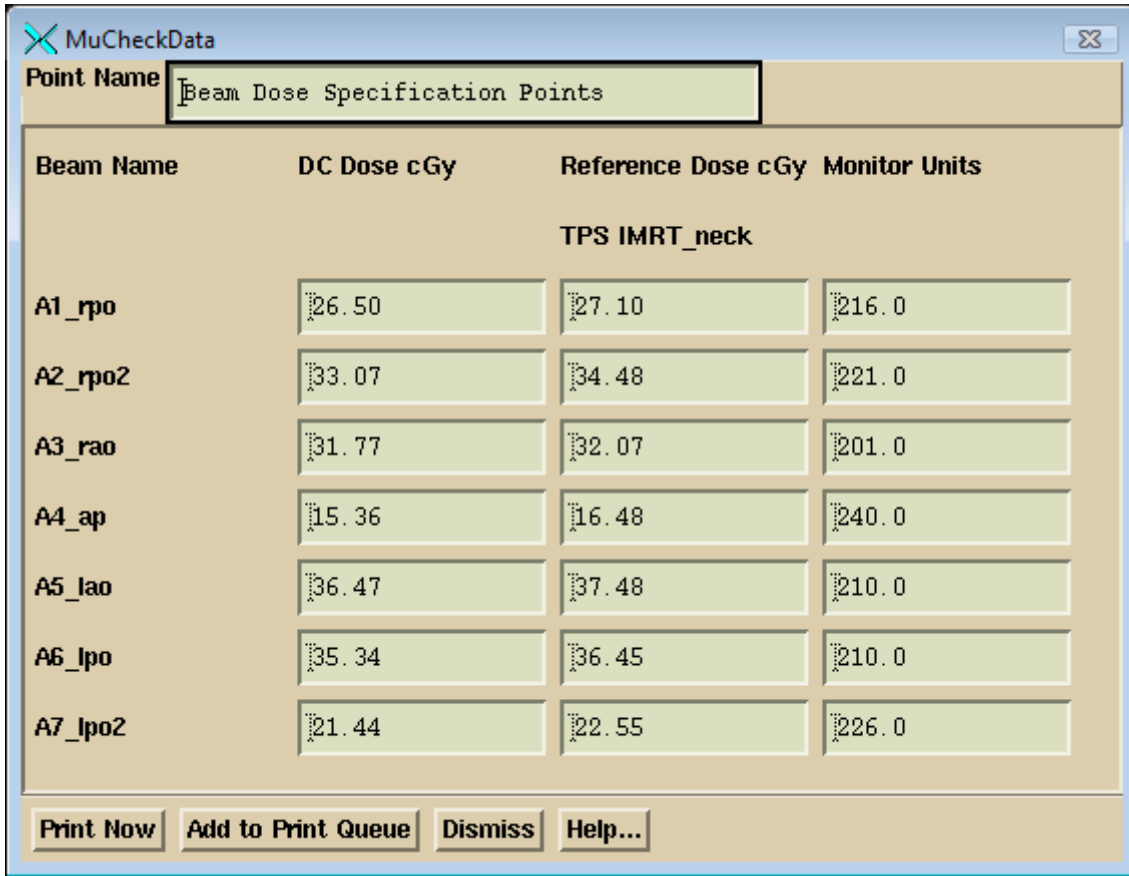 MuCheckData
Point Name Beam Dose Specification Points
Beam Name DC Dose cGy Reference Dose cGy Monitor Units
TPS IMRT_neck
A1_rpo 26.50 27.10 216.0
A2_rpo2 33.07 34.48 221.0
A3_rao 31.77 32.07 201.0
A4_ap 15.36 16.48 240.0
A5_lao 36.47 37.48 210.0
A6_lpo 35.34 36.45 210.0
A7_lpo2 21.44 22.55 226.0
Print Now Add to Print Queue Dismiss Help...